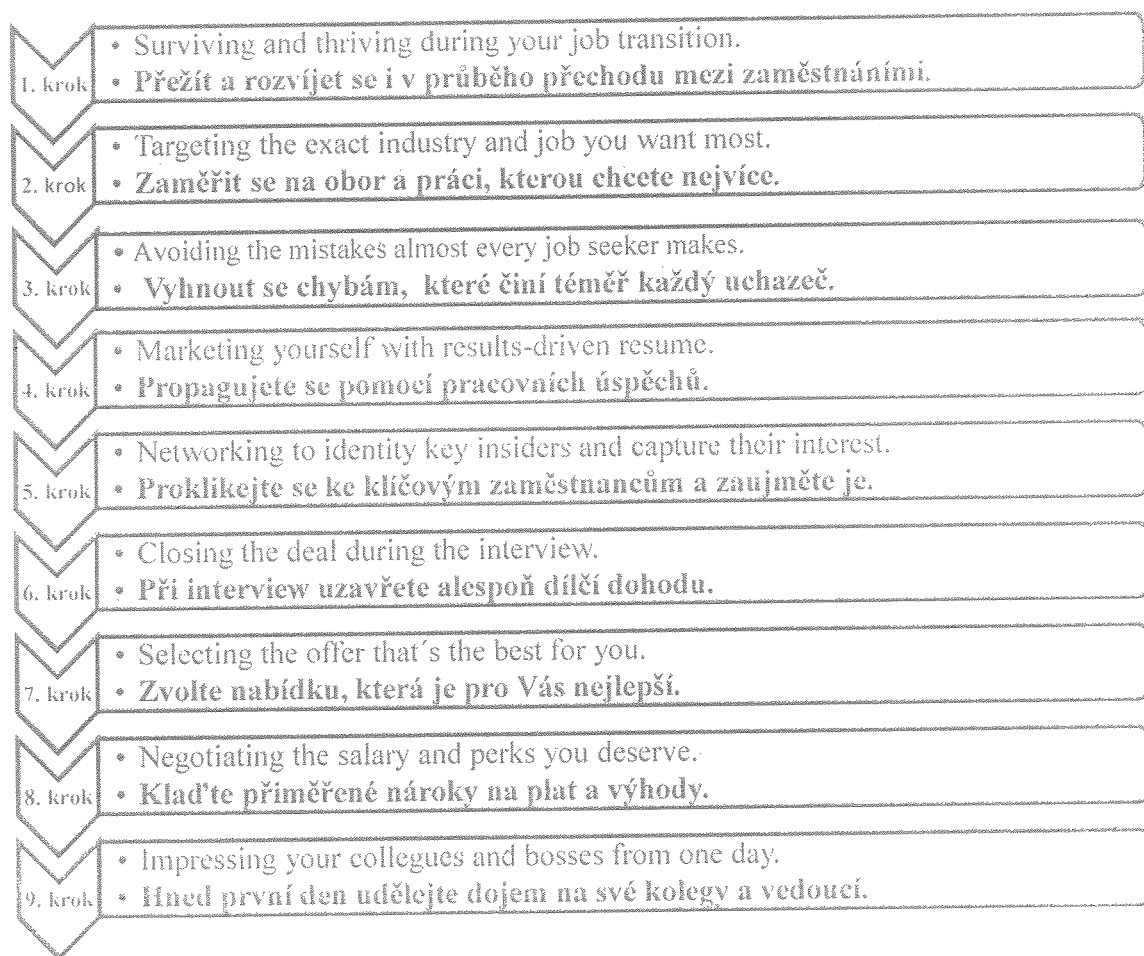 • Surviving and thriving during your job transition.
1. krok
• Přežít a rozvíjet se i v průběho přechodu mezi zaměstnáními.
• Targeting the exact industry and job you want most.
2. krok
• Zaměřit se na obor a práci, kterou chcete nejvíce.
• Avoiding the mistakes almost every job seeker makes.
3. krok
• Vyhnout se chybám, které činí téměř každý uchazeč.
• Marketing yourself with results-driven resume.
4. krok
• Propagujete se pomocí pracovních úspěchů.
• Networking to identity key insiders and capture their interest.
5. krok
• Proklikejte se ke klíčovým zaměstnancům a zaujměte je.
• Closing the deal during the interview.
6. krok
• Při interview uzavřete alespoň dílčí dohodu.
• Selecting the offer that´s the best for you.
7. krok
• Zvolte nabídku, která je pro Vás nejlepší.
• Negotiating the salary and perks you deserve.
8. krok
• Klaďte přiměřené nároky na plat a výhody.
• Impressing your collegues and bosses from one day.
9. krok
• Hned první den udělejte dojem na své kolegy a vedoucí.